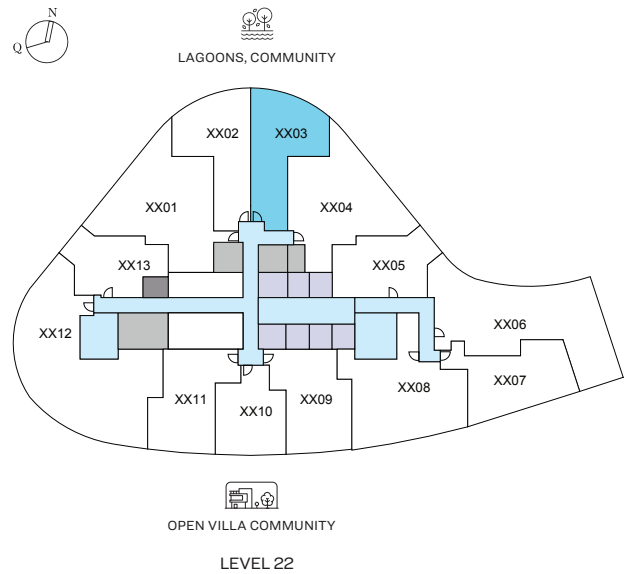 N
Q
LAGOONS, COMMUNITY
XX02
XX03
XX01
XX04
XX13
XX05
XX12
XX06
XX11
XX10
XX09
XX08
XX07
OPEN VILLA COMMUNITY
LEVEL 22